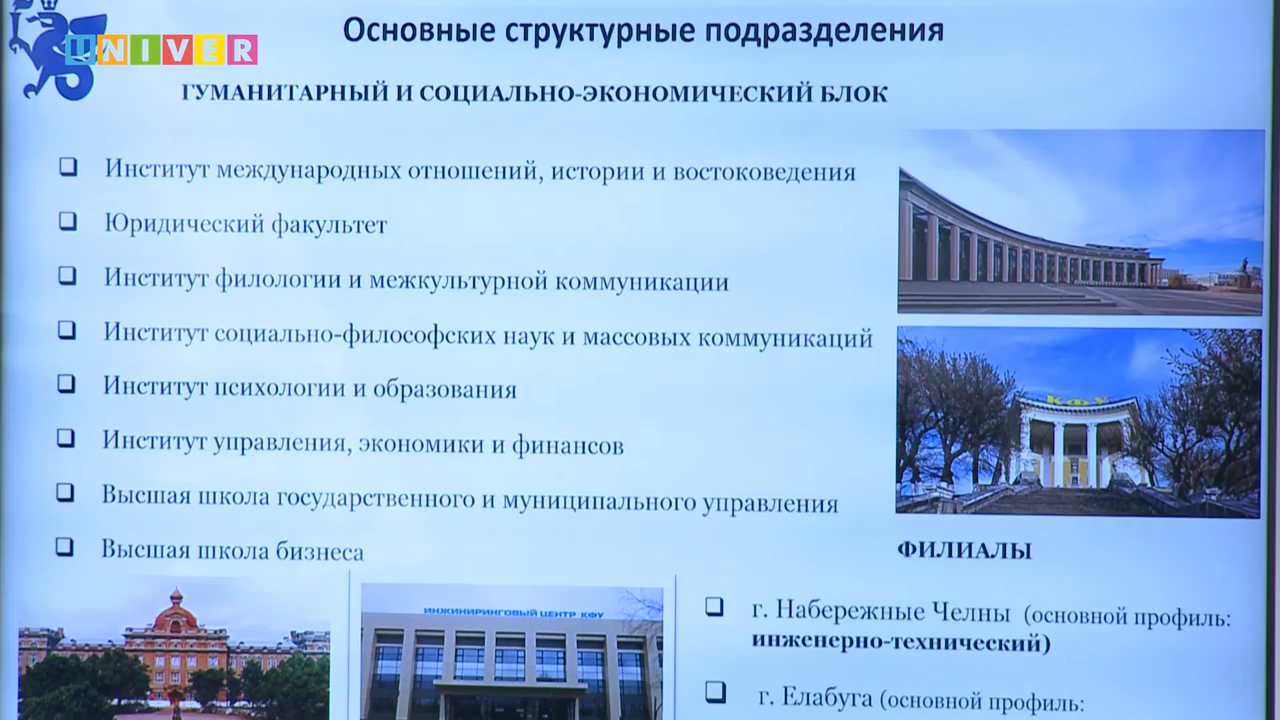 UNIVER
Основные структурные подразделения
ГУМАНИТАРНЫЙ И СОЦИАЛЬНО-ЭКОНОМИЧЕСКИЙ БЛОК
Институт международных отношений, истории и востоковедения
Юридический факультет
Институт филологии и межкультурной коммуникации
Институт социально-философских наук и массовых коммуникаций
Институт психологии и образования
Институт управления, экономики и финансов
Высшая школа государственного и муниципального управления
Высшая школа бизнеса
КФУ
ФИЛИАЛЫ
ИНЖИНИРИНГОВЫЙ ЦЕНТР КФУ
г. Набережные Челны (основной профиль:
инженерно-технический)
г. Елабуга (основной профиль: